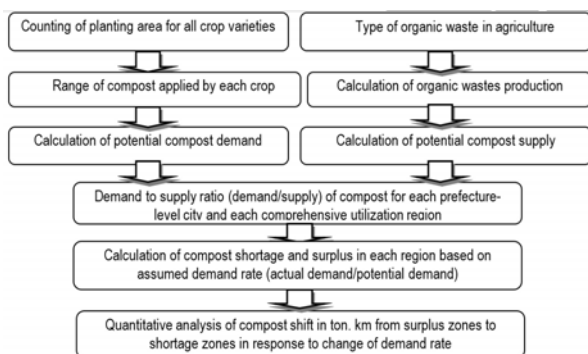 Counting of planting area for all crop varieties
Type of organic waste in agriculture
Range of compost applied by each crop
Calculation of organic wastes production
Calculation of potential compost demand
Calculation of potential compost supply
Demand to supply ratio (demand/supply) of compost for each prefecture-
level city and each comprehensive utilization region
Calculation of compost shortage and surplus in each region based on
assumed demand rate (actual demand/potential demand)
Quantitative analysis of compost shift in ton. km from surplus zones to
shortage zones in response to change of demand rate